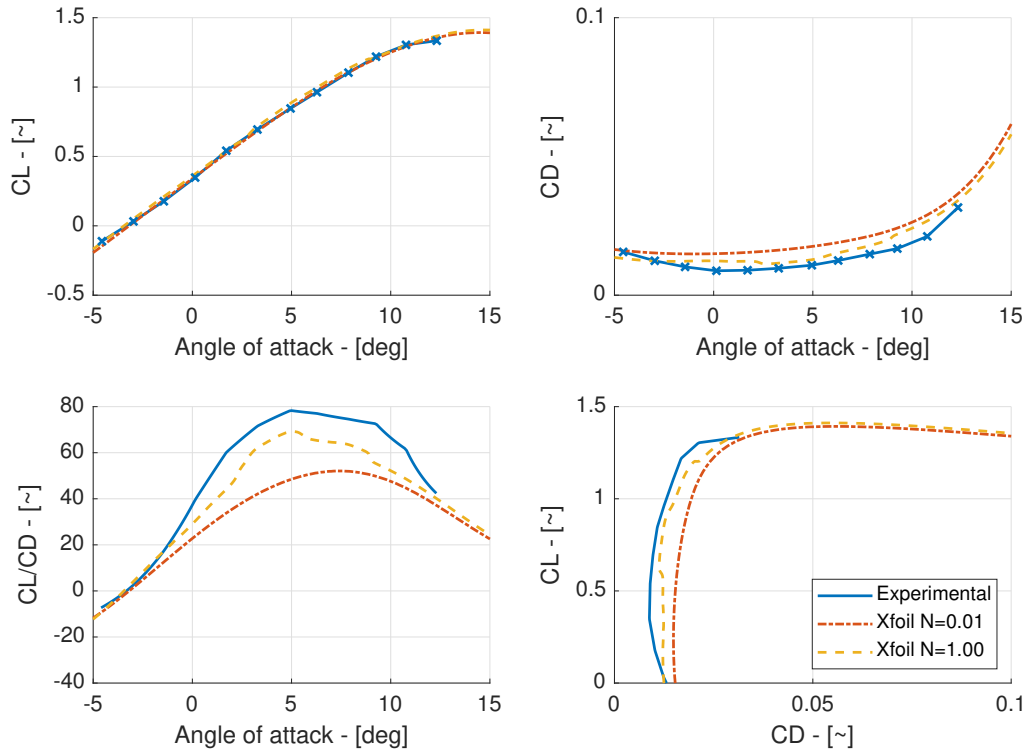 1.5
1
0.5
0
-0.5
CL - [~]
-5 0 5 10 15
Angle of attack - [deg]
0.1
0
CD - [~]
-5 0 5 10 15
Angle of attack - [deg]
80
60
40
20
0
-20
-40
CL/CD - [~]
-5 0 5 10 15
Angle of attack - [deg]
1.5
1
0.5
0
CL - [~]
Experimental
Xfoil N=0.01
Xfoil N=1.00
0 0.05 0.1
CD - [~]